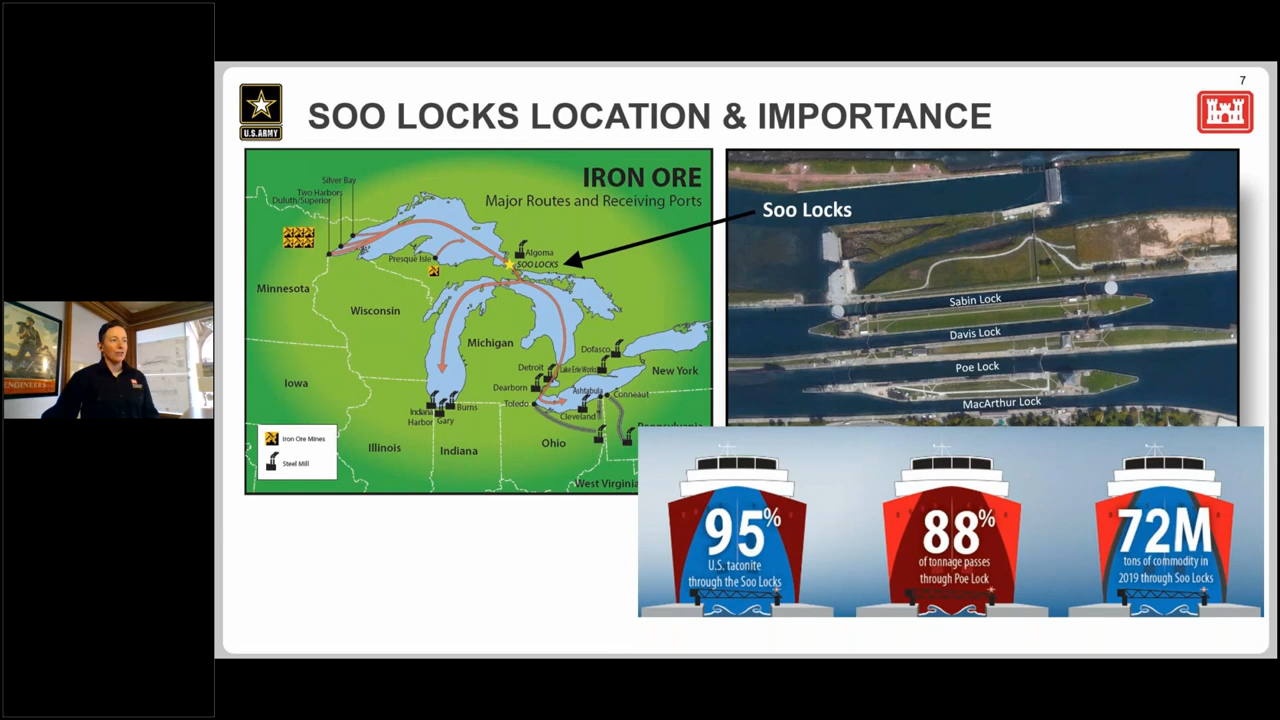 7
SOO LOCKS LOCATION & IMPORTANCE
U.S. ARMY
IRON ORE
Major Routes and Receiving Ports
Silver Bay
Two Harbors
Duluth/Superior
Presque Isle
Algoma
SOO LOCKS
Minnesota
Wisconsin
Michigan
Iowa
Illinois
Indiana
Ohio
New York
West Virginia
Dofasco
Detroit
Lake Erie Works
Dearborn
Ashtabula
Conneaut
Toledo
Cleveland
Indiana
Harbor
Gary
Burns
Iron Ore Mines
Steel Mill
Soo Locks
Sabin Lock
Davis Lock
Poe Lock
MacArthur Lock
95%
U.S. taconite
through the Soo Locks
88%
of tonnage passes
through Poe Lock
72M
tons of commodity in
2019 through Soo Locks
ENGINEERS